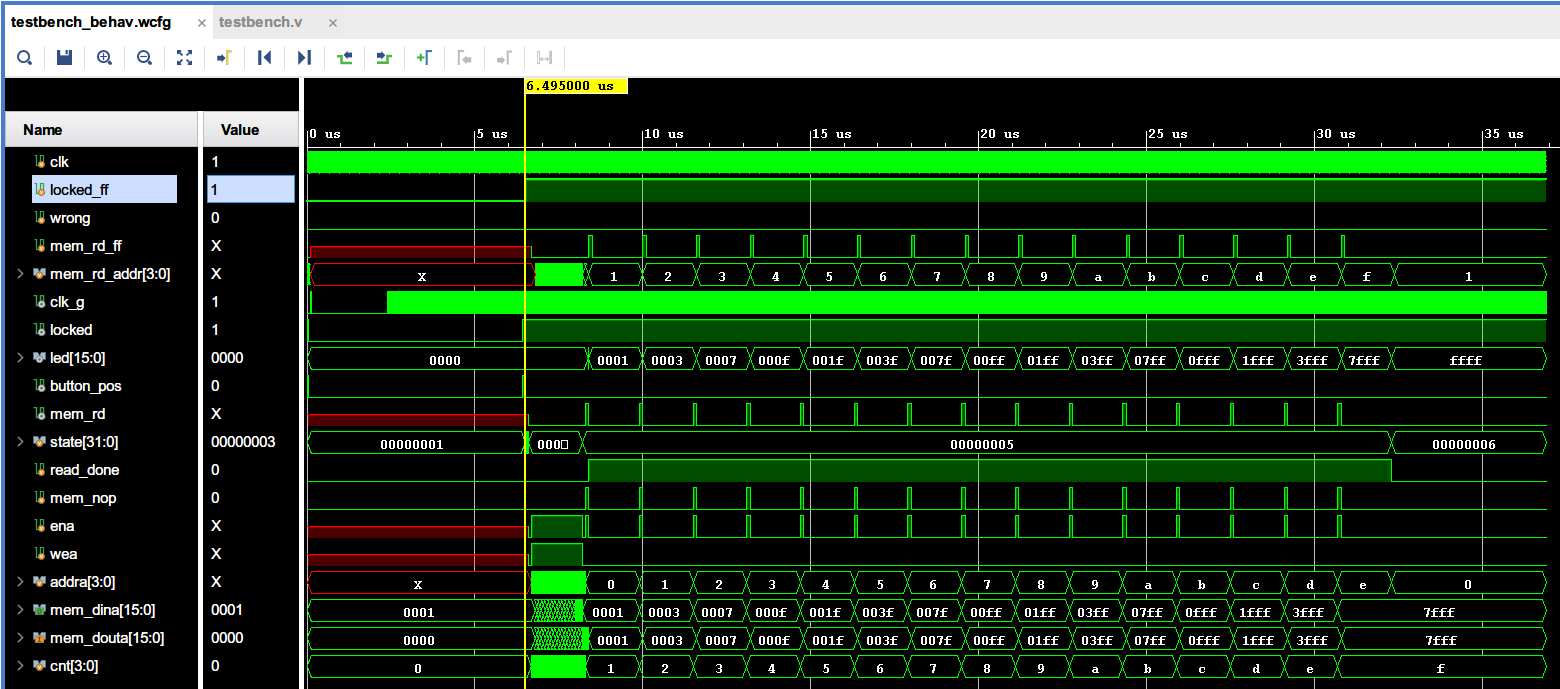 testbench_behav.wcfg × testbench.v ×
6.495000 us
Name Value
0 us 5 us 10 us 15 us 20 us 25 us 30 us 35 us
clk 1
locked_ff 1
wrong 0
mem_rd_ff X
mem_rd_addr[3:0] X X 1 2 3 4 5 6 7 8 9 a b c d e f 1
clk_g 1
locked 1
led[15:0] 0000 0000 0001 0003 0007 000f 001f 003f 007f 00ff 01ff 03ff 07ff 0fff 1fff 3fff 7fff ffff
button_pos 0
mem_rd X
state[31:0] 00000003 00000001 000 00000005 00000006
read_done 0
mem_nop 0
ena X
wea X
addra[3:0] X X 0 1 2 3 4 5 6 7 8 9 a b c d e 0
mem_dina[15:0] 0001 0001 0001 0003 0007 000f 001f 003f 007f 00ff 01ff 03ff 07ff 0fff 1fff 3fff 7fff
mem_douta[15:0] 0000 0000 0001 0003 0007 000f 001f 003f 007f 00ff 01ff 03ff 07ff 0fff 1fff 3fff 7fff
cnt[3:0] 0 0 1 2 3 4 5 6 7 8 9 a b c d e f